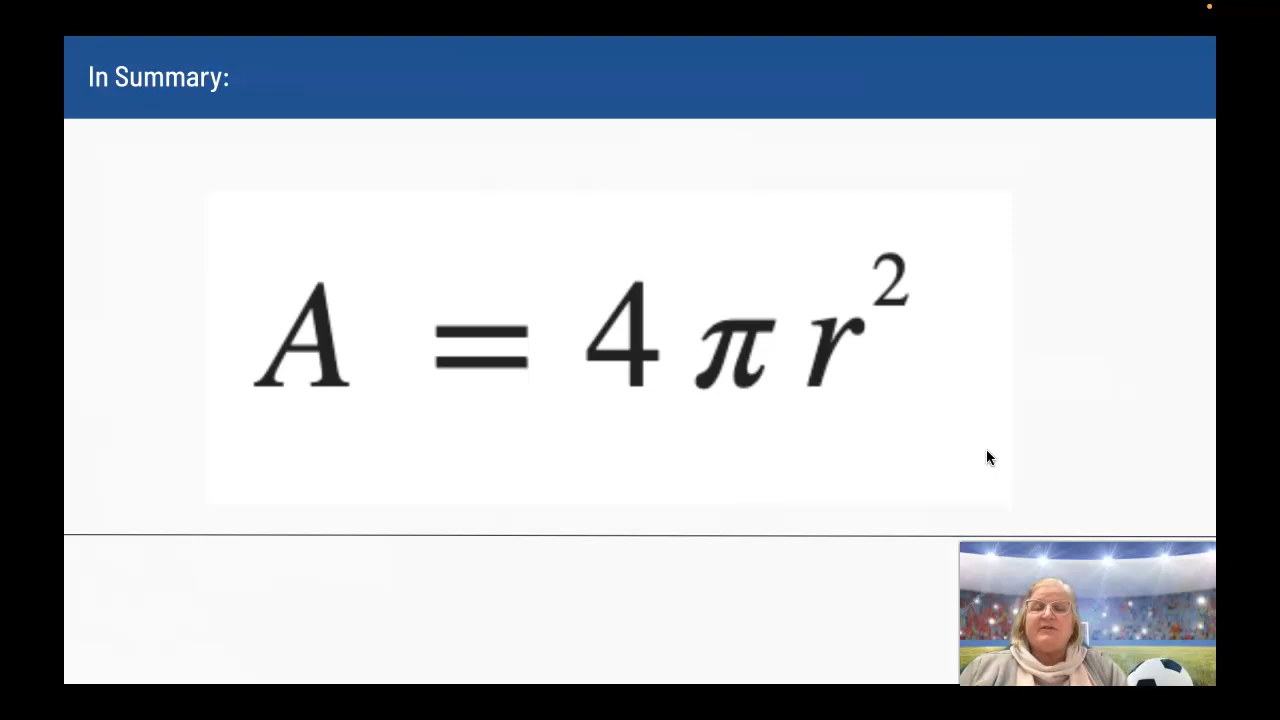 In Summary:
A = 4 π r²